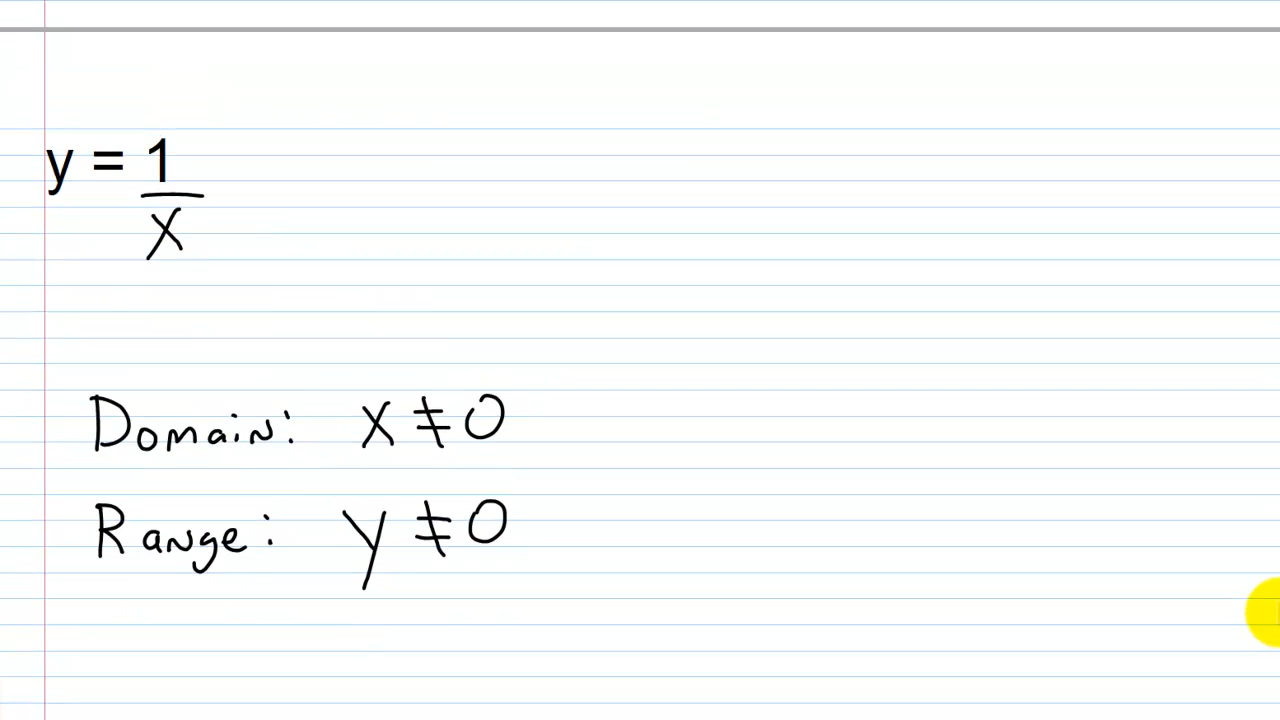 y = 1
x
Domain: x ≠ 0
Range: y ≠ 0